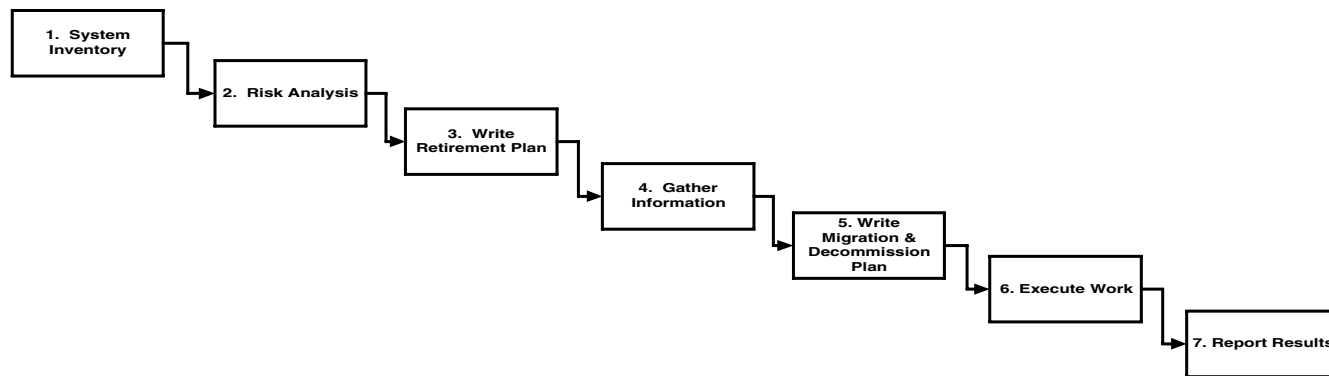 1. System
Inventory
2. Risk Analysis
3. Write
Retirement Plan
4. Gather
Information
5. Write
Migration &
Decommission
Plan
6. Execute Work
7. Report Results